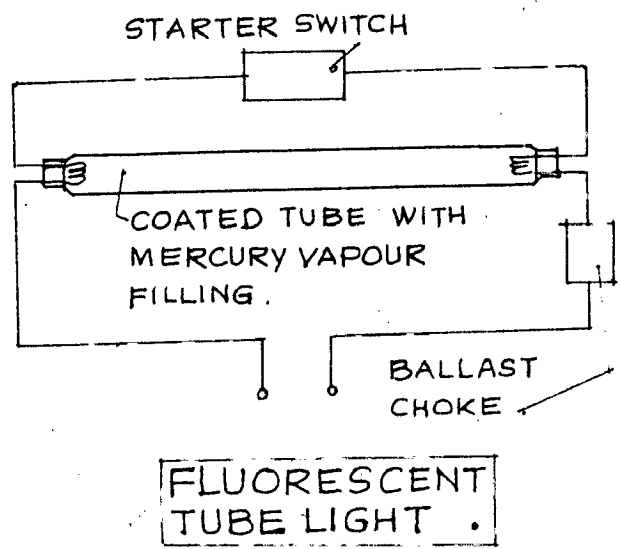 STARTER SWITCH
COATED TUBE WITH
MERCURY VAPOUR
FILLING.
BALLAST
CHOKE.
FLUORESCENT
TUBE LIGHT.